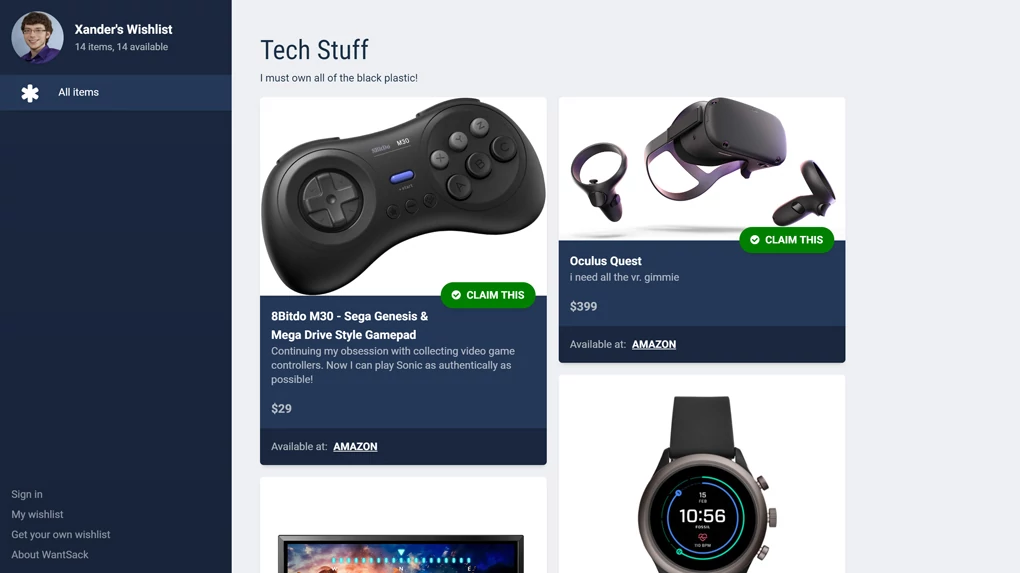 Xander's Wishlist
14 items, 14 available
All items
Sign in
My wishlist
Get your own wishlist
About WantSack
Tech Stuff
I must own all of the black plastic!
8Bitdo M30
X
Y
Z
A
B
C
CLAIM THIS
8Bitdo M30 - Sega Genesis &
Mega Drive Style Gamepad
Continuing my obsession with collecting video game
controllers. Now I can play Sonic as authentically as
possible!
$29
Available at: AMAZON
CLAIM THIS
Oculus Quest
i need all the vr. gimmie
$399
Available at: AMAZON
15
FEB
10:56
FOSSIL
110 BPM
N